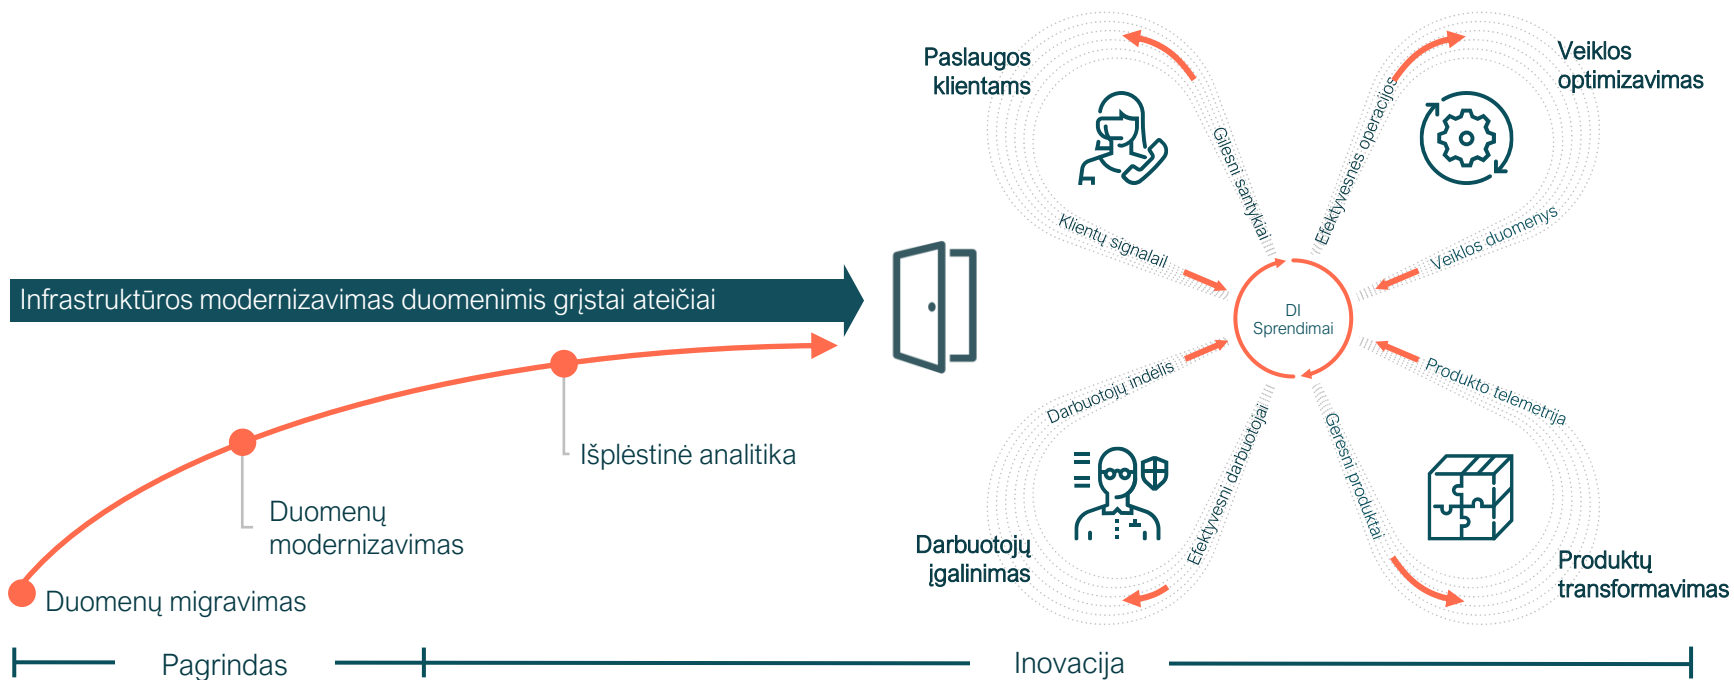 Paslaugos
klientams
Veiklos
optimizavimas
Gilesni santykiai
Efektyvesnės operacijos
Klientų signalail
Veiklos duomenys
Infrastruktūros modernizavimas duomenimis grįstai ateičiai
DI
Sprendimai
Darbuotojų indėlis
Produkto telemetrija
Efektyvesni darbuotojai
Geresni produktai
Išplėstinė analitika
Duomenų
modernizavimas
Duomenų migravimas
Darbuotojų
įgalinimas
Produktų
transformavimas
Pagrindas
Inovacija